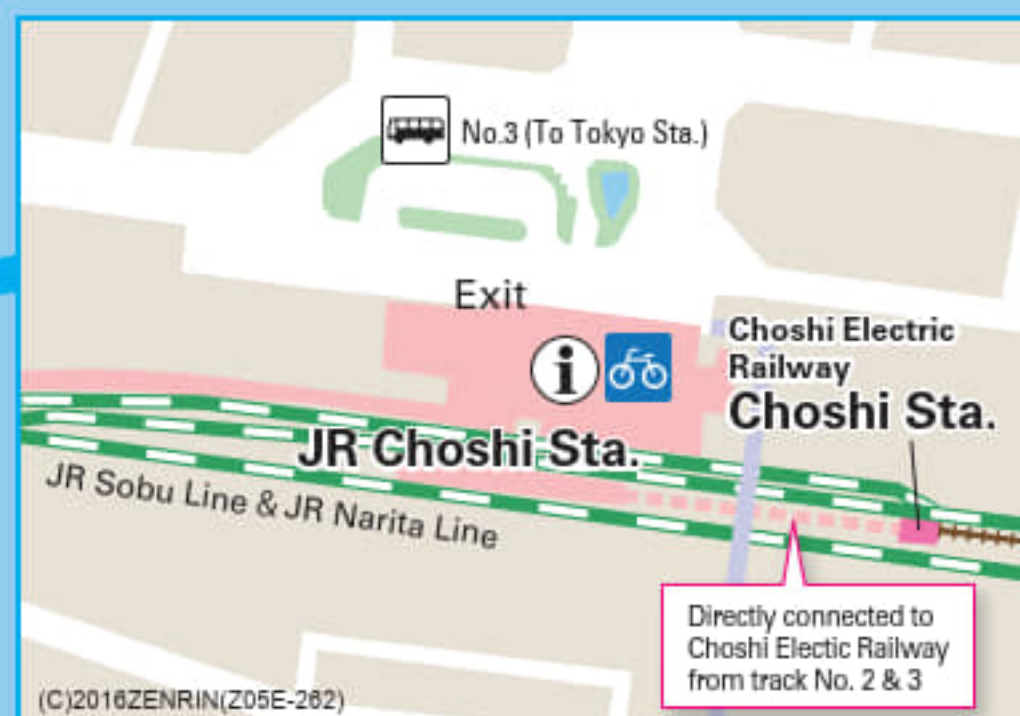 No.3 (To Tokyo Sta.)
Exit
i
Choshi Electric
Railway
Choshi Sta.
JR Choshi Sta.
JR Sobu Line & JR Narita Line
Directly connected to
Choshi Electic Railway
from track No. 2 & 3
(C)2016ZENRIN(Z05E-262)